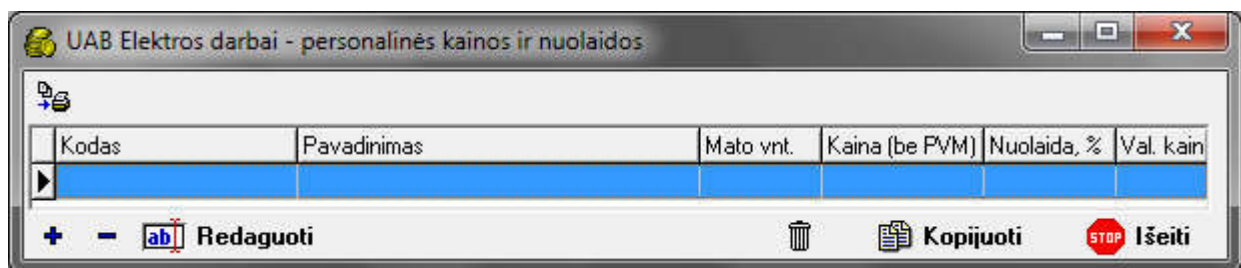 UAB Elektros darbai - personalinės kainos ir nuolaidos
Kodas Pavadinimas Mato vnt. Kaina (be PVM) Nuolaida, % Val. kain
ab Redaguoti Kopijuoti STOP Išeiti